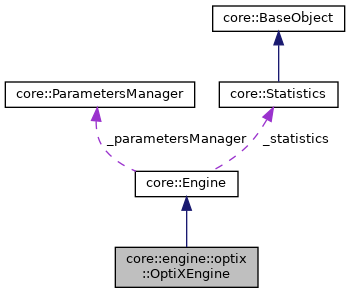 core::BaseObject
core::ParametersManager
core::Statistics
_parametersManager
_statistics
core::Engine
core::engine::optix
::OptiXEngine